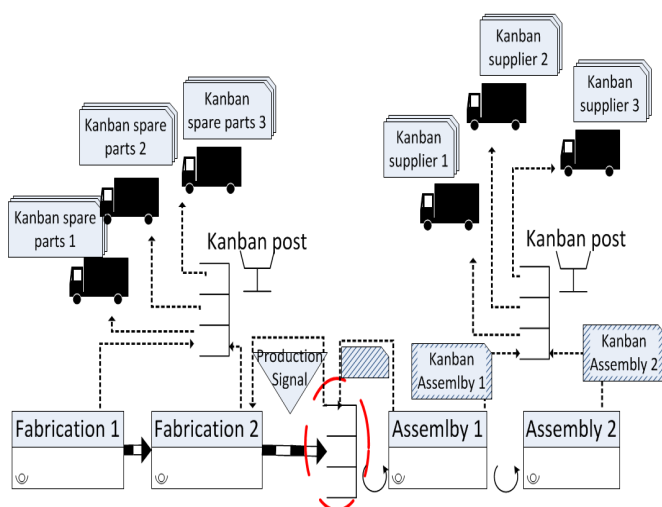 Kanban
supplier 2
Kanban
spare parts 3
Kanban
supplier 3
Kanban spare
parts 2
Kanban
supplier 1
Kanban spare
parts 1
Kanban post
Kanban post
Production
Signal
Kanban
Assemlby 1
Kanban
Assembly 2
Fabrication 1
Fabrication 2
Assemlby 1
Assembly 2